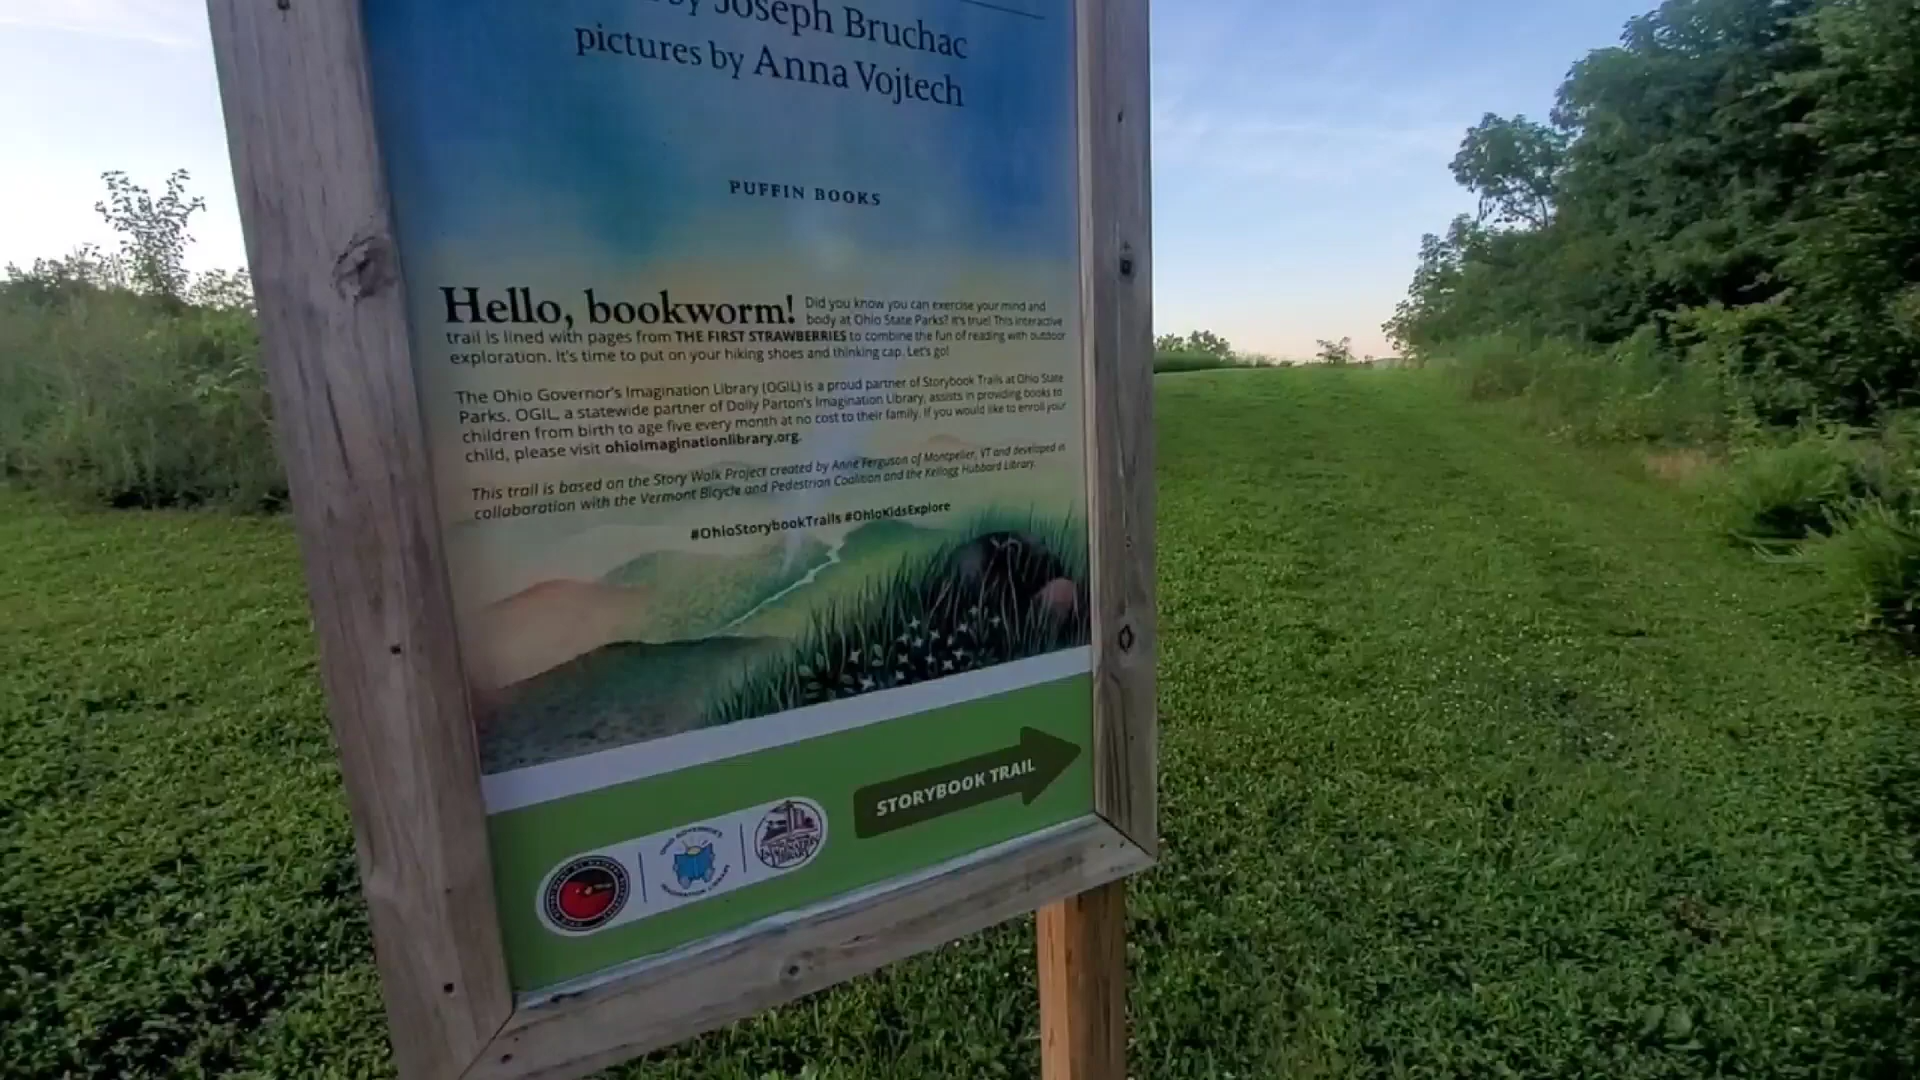 by Joseph Bruchac
pictures by Anna Vojtech
PUFFIN BOOKS
Hello, bookworm! Did you know you can exercise your mind and
body at Ohio State Parks? It's true! This interactive
trail is lined with pages from THE FIRST STRAWBERRIES to combine the fun of reading with outdoor
exploration. It's time to put on your hiking shoes and thinking cap. Let's go!
The Ohio Governor's Imagination Library (OGIL) is a proud partner of Storybook Trails at Ohio State
Parks. OGIL, a statewide partner of Dolly Parton's Imagination Library, assists in providing books to
children from birth to age five every month at no cost to their family. If you would like to enroll your
child, please visit ohioimaginationlibrary.org.
This trail is based on the Story Walk Project created by Anne Ferguson of Montpelier, VT and developed in
collaboration with the Vermont Bicycle and Pedestrian Coalition and the Kellogg Hubbard Library.
#OhioStorybookTrails #OhioKidsExplore
STORYBOOK TRAIL